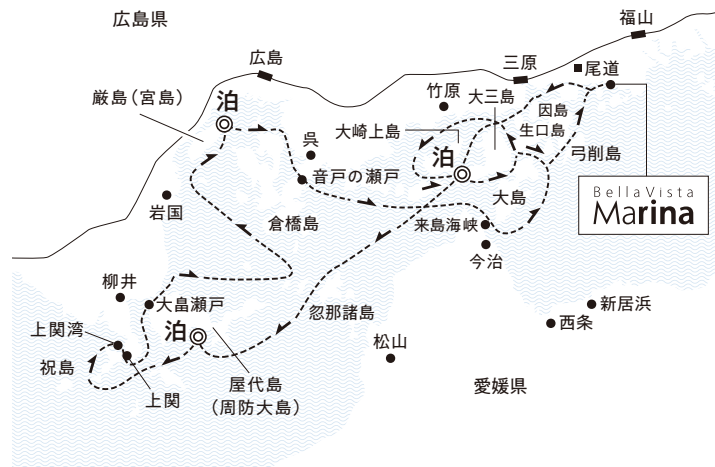 広島県
福山
広島
三原
尾道
厳島（宮島）
泊
竹原
大三島
因島
生口島
大崎上島
呉
泊
弓削島
音戸の瀬戸
BellaVista
Marina
大島
岩国
倉橋島
来島海峡
今治
柳井
大畠瀬戸
忽那諸島
新居浜
上関湾
泊
西条
祝島
松山
上関
屋代島
（周防大島）
愛媛県